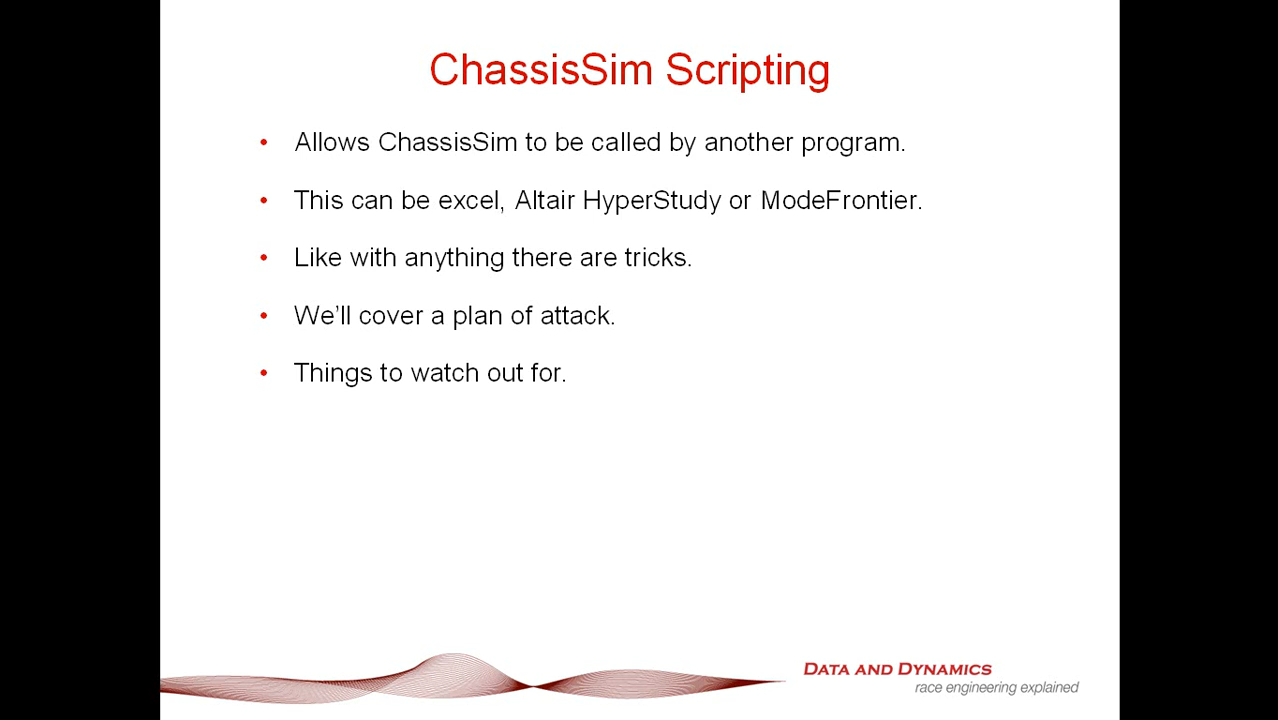 ChassisSim Scripting
• Allows ChassisSim to be called by another program.
• This can be excel, Altair HyperStudy or ModeFrontier.
• Like with anything there are tricks.
• We'll cover a plan of attack.
• Things to watch out for.
DATA AND DYNAMICS
race engineering explained